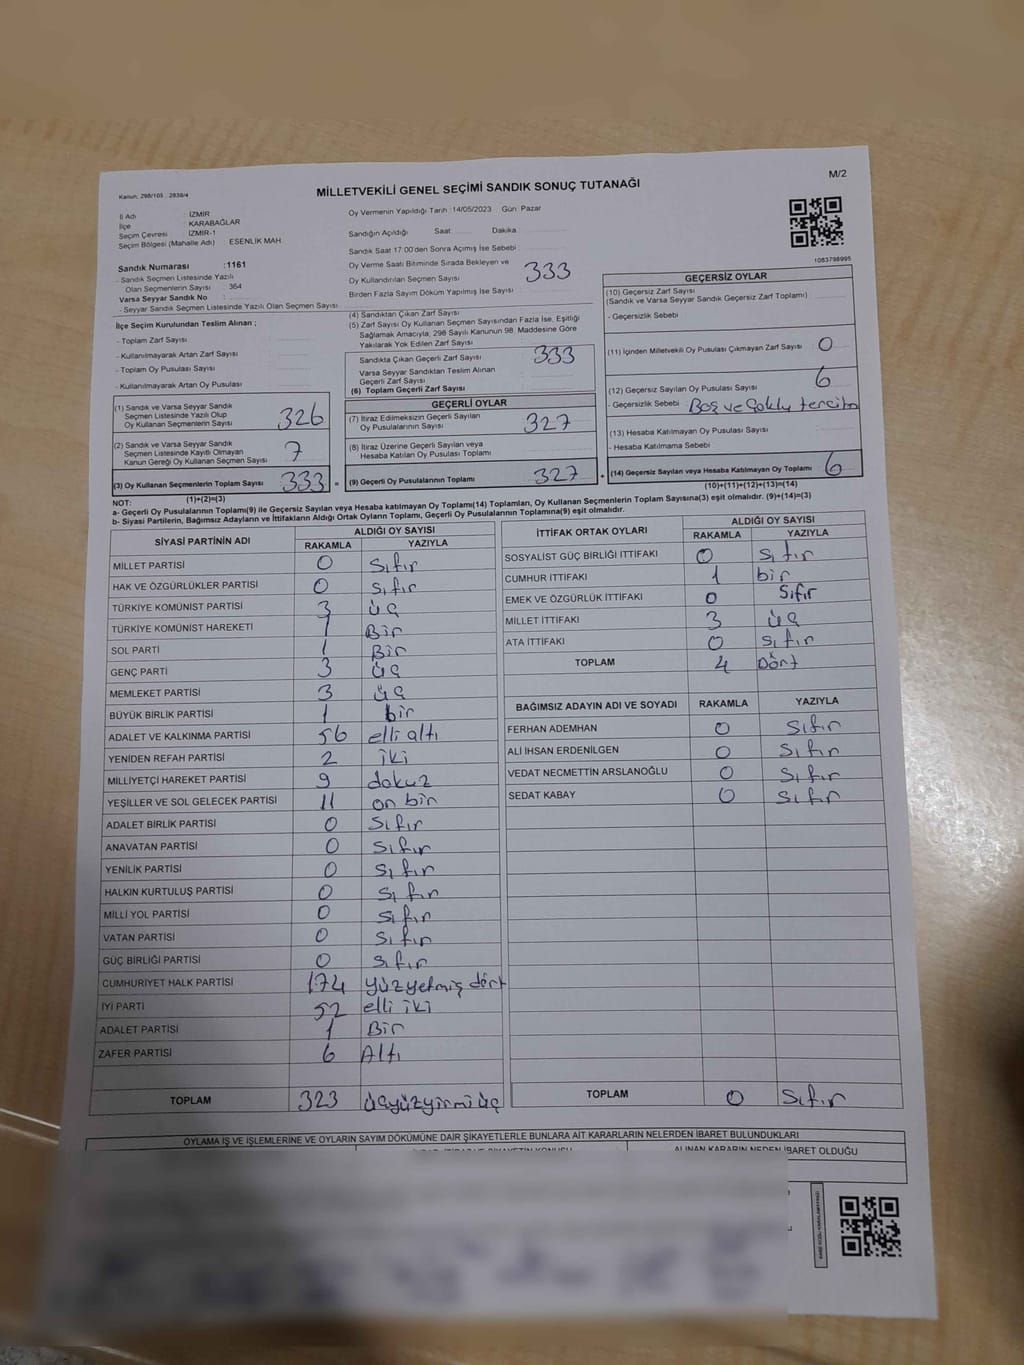 Kanun: 298/105 : 2839/4
MİLLETVEKİLİ GENEL SEÇİMİ SANDIK SONUÇ TUTANAĞI
M/2
İl Adı : İZMİR
İlçe KARABAĞLAR
Seçim Çevresi İZMİR-1
Seçim Bölgesi (Mahalle Adı) : ESENLİK MAH.
Sandık Numarası :1161
- Sandık Seçmen Listesinde Yazılı
Olan Seçmenlerin Sayısı : 364
Varsa Seyyar Sandık No :
- Seyyar Sandık Seçmen Listesinde Yazılı Olan Seçmen Sayısı
İlçe Seçim Kurulundan Teslim Alınan ;
- Toplam Zarf Sayısı
- Kullanılmayarak Artan Zarf Sayısı
- Toplam Oy Pusulası Sayısı
- Kullanılmayarak Artan Oy Pusulası
(1) Sandık ve Varsa Seyyar Sandık
Seçmen Listesinde Yazılı Olup
Oy Kullanan Seçmenlerin Sayısı 326
(2) Sandık ve Varsa Seyyar Sandık
Seçmen Listesinde Kayıtlı Olmayan
Kanun Gereği Oy Kullanan Seçmen Sayısı 7
(3) Oy Kullanan Seçmenlerin Toplam Sayısı 333 =
(1)+(2)=(3)
Oy Vermenin Yapıldığı Tarih :14/05/2023 Gün: Pazar
Sandığın Açıldığı Saat Dakika
Sandık Saat 17:00'den Sonra Açımış İse Sebebi
Oy Verme Saati Bitiminde Sırada Bekleyen ve
Oy Kullandırılan Seçmen Sayısı 333
Birden Fazla Sayım Döküm Yapılmış İse Sayısı
(4) Sandıktan Çıkan Zarf Sayısı
(5) Zarf Sayısı Oy Kullanan Seçmen Sayısından Fazla İse, Eşitliği
Sağlamak Amacıyla, 298 Sayılı Kanunun 98. Maddesine Göre
Yakılarak Yok Edilen Zarf Sayısı
Sandıkta Çıkan Geçerli Zarf Sayısı 333
Varsa Seyyar Sandıktan Teslim Alınan
Geçerli Zarf Sayısı
(6) Toplam Geçerli Zarf Sayısı
GEÇERLİ OYLAR
(7) İtiraz Edilmeksizin Geçerli Sayılan
Oy Pusulalarının Sayısı 327
(8) İtiraz Üzerine Geçerli Sayılan veya
Hesaba Katılan Oy Pusulası Toplamı
(9) Geçerli Oy Pusulalarının Toplamı 327 +
1083798995
GEÇERSİZ OYLAR
(10) Geçersiz Zarf Sayısı
(Sandık ve Varsa Seyyar Sandık Geçersiz Zarf Toplamı)
- Geçersizlik Sebebi
(11) İçinden Milletvekili Oy Pusulası Çıkmayan Zarf Sayısı 0
(12) Geçersiz Sayılan Oy Pusulası Sayısı 6
- Geçersizlik Sebebi Boş ve Çoklu tercih
(13) Hesaba Katılmayan Oy Pusulası Sayısı
- Hesaba Katılmama Sebebi
(14) Geçersiz Sayılan veya Hesaba Katılmayan Oy Toplamı 6
(10)+(11)+(12)+(13)=(14)
NOT:
a- Geçerli Oy Pusulalarının Toplamı(9) ile Geçersiz Sayılan veya Hesaba katılmayan Oy Toplamı(14) Toplamları, Oy Kullanan Seçmenlerin Toplam Sayısına(3) eşit olmalıdır. (9)+(14)=(3)
b- Siyasi Partilerin, Bağımsız Adayların ve İttifakların Aldığı Ortak Oyların Toplamı, Geçerli Oy Pusulalarının Toplamına(9) eşit olmalıdır.
SİYASİ PARTİNİN ADI ALDIĞI OY SAYISI
RAKAMLA YAZIYLA
MİLLET PARTİSİ 0 Sıfır
HAK VE ÖZGÜRLÜKLER PARTİSİ 0 sıfır
TÜRKİYE KOMÜNİST PARTİSİ 3 üç
TÜRKİYE KOMÜNİST HAREKETİ 1 Bir
SOL PARTİ 1 Bir
GENÇ PARTİ 3 üç
MEMLEKET PARTİSİ 3 üç
BÜYÜK BİRLİK PARTİSİ 1 bir
ADALET VE KALKINMA PARTİSİ 56 elli altı
YENİDEN REFAH PARTİSİ 2 iki
MİLLİYETÇİ HAREKET PARTİSİ 9 dokuz
YEŞİLLER VE SOL GELECEK PARTİSİ 11 on bir
ADALET BİRLİK PARTİSİ 0 Sıfır
ANAVATAN PARTİSİ 0 Sıfır
YENİLİK PARTİSİ 0 Sıfır
HALKIN KURTULUŞ PARTİSİ 0 Sıfır
MİLLİ YOL PARTİSİ 0 Sıfır
VATAN PARTİSİ 0 Sıfır
GÜÇ BİRLİĞİ PARTİSİ 0 sıfır
CUMHURİYET HALK PARTİSİ 174 yüzyetmiş dört
İYİ PARTİ 52 elli iki
ADALET PARTİSİ 1 Bir
ZAFER PARTİSİ 6 Altı
TOPLAM 323 üçyüzyirmi üç
İTTİFAK ORTAK OYLARI ALDIĞI OY SAYISI
RAKAMLA YAZIYLA
SOSYALİST GÜÇ BİRLİĞİ İTTİFAKI 0 Sıfır
CUMHUR İTTİFAKI 1 bir
EMEK VE ÖZGÜRLÜK İTTİFAKI 0 Sıfır
MİLLET İTTİFAKI 3 üç
ATA İTTİFAKI 0 sıfır
TOPLAM 4 Dört
BAĞIMSIZ ADAYIN ADI VE SOYADI RAKAMLA YAZIYLA
FERHAN ADEMHAN 0 Sıfır
ALİ İHSAN ERDENİLGEN 0 Sıfır
VEDAT NECMETTİN ARSLANOĞLU 0 Sıfır
SEDAT KABAY 0 Sıfır
TOPLAM 0 Sıfır
OYLAMA İŞ VE İŞLEMLERİNE VE OYLARIN SAYIM DÖKÜMÜNE DAİR ŞİKAYETLERLE BUNLARA AİT KARARLARIN NELERDEN İBARET BULUNDUKLARI
ALINAN KARARIN NEDEN İBARET OLDUĞU